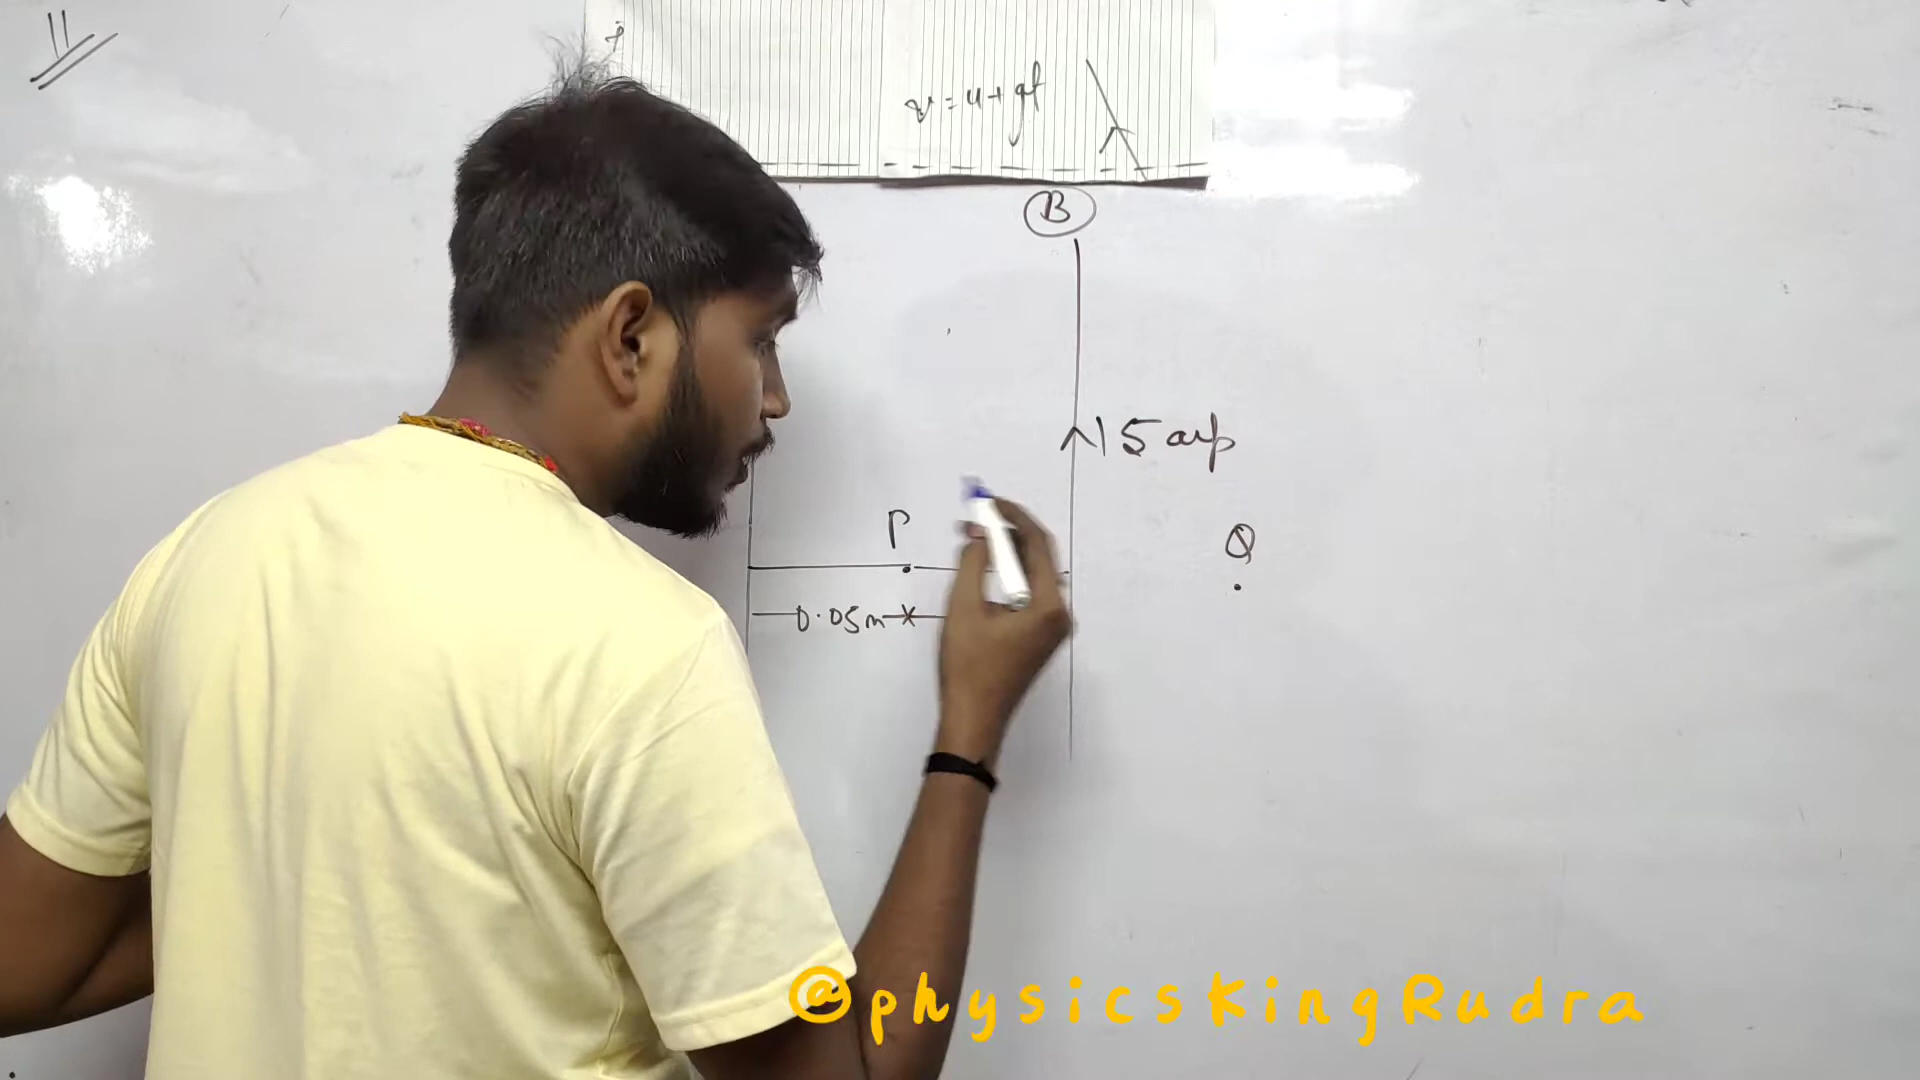 11
v = u + gt
B
15 amp
P
Q
0.05m
@physicskingRudra